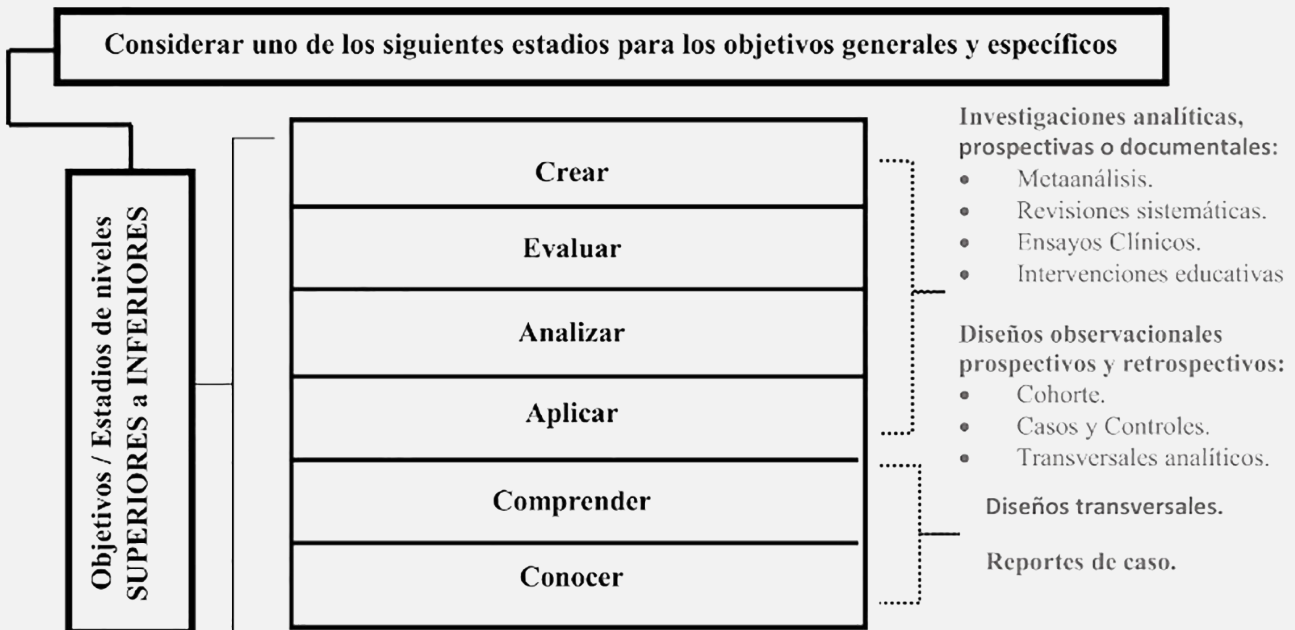 Considerar uno de los siguientes estadios para los objetivos generales y específicos
Objetivos / Estadios de niveles
SUPERIORES a INFERIORES
Crear
Evaluar
Analizar
Aplicar
Comprender
Conocer
Investigaciones analíticas,
prospectivas o documentales:
• Metaanálisis.
• Revisiones sistemáticas.
• Ensayos Clínicos.
• Intervenciones educativas
Diseños observacionales
prospectivos y retrospectivos:
• Cohorte.
• Casos y Controles.
• Transversales analíticos.
Diseños transversales.
Reportes de caso.